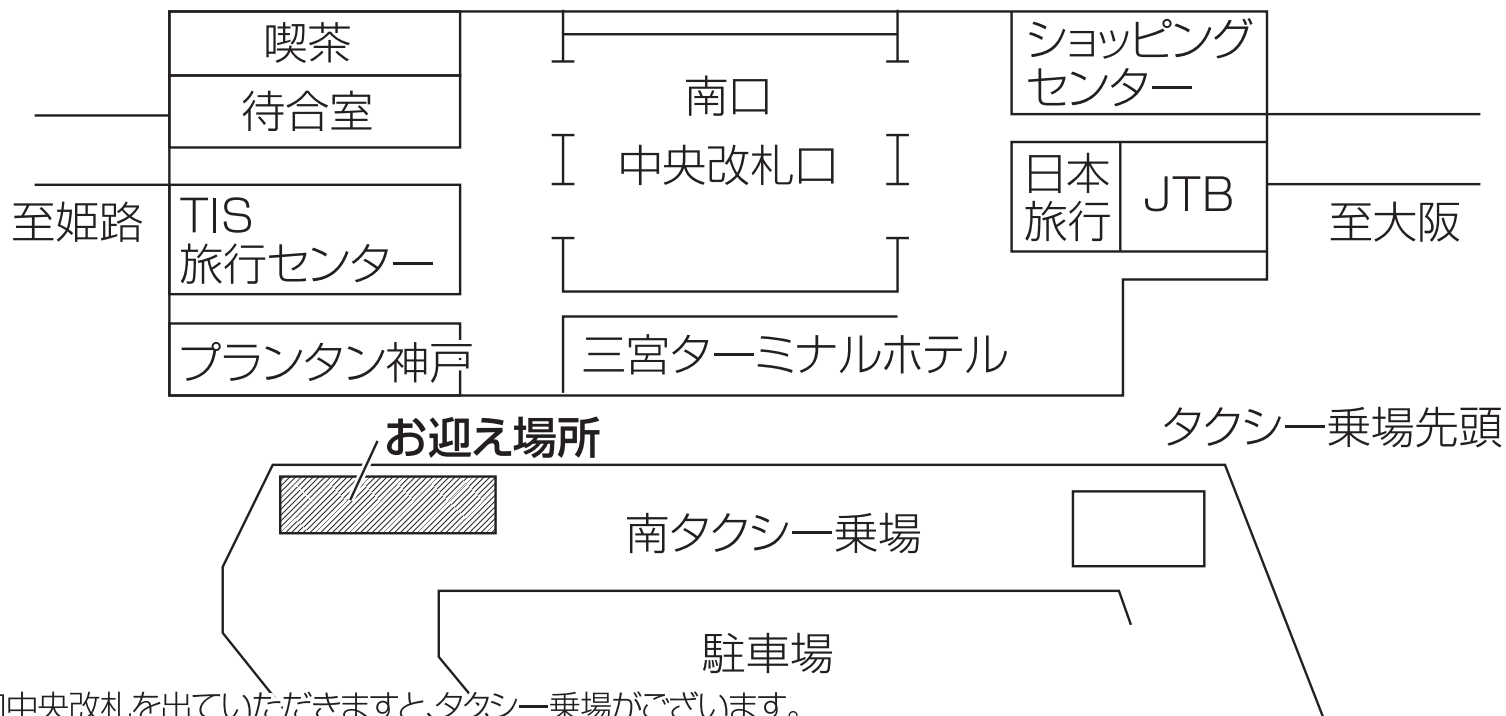 喫茶
待合室
至姫路
TIS
旅行センター
プランタン神戸
南口
中央改札口
三宮ターミナルホテル
ショッピング
センター
日本
旅行
JTB
至大阪
お迎え場所
タクシー乗場先頭
南タクシー乗場
駐車場
中央改札を出ていただきますと、タクシー乗場がございます。